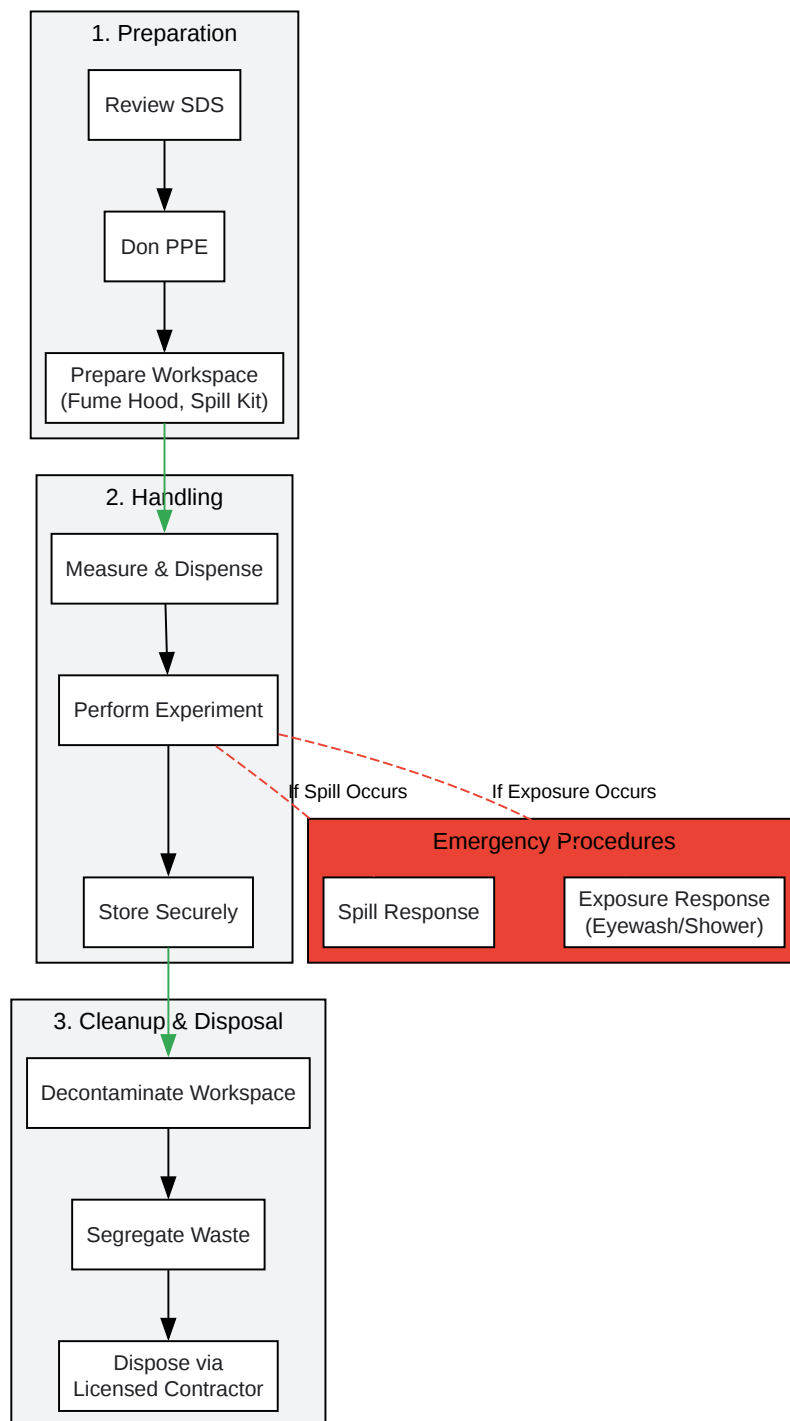 1. Preparation
Review SDS
Don PPE
Prepare Workspace
(Fume Hood, Spill Kit)
2. Handling
Measure & Dispense
Perform Experiment
If Spill Occurs
If Exposure Occurs
Emergency Procedures
Store Securely
Spill Response
Exposure Response
(Eyewash/Shower)
3. Cleanup & Disposal
Decontaminate Workspace
Segregate Waste
Dispose via
Licensed Contractor